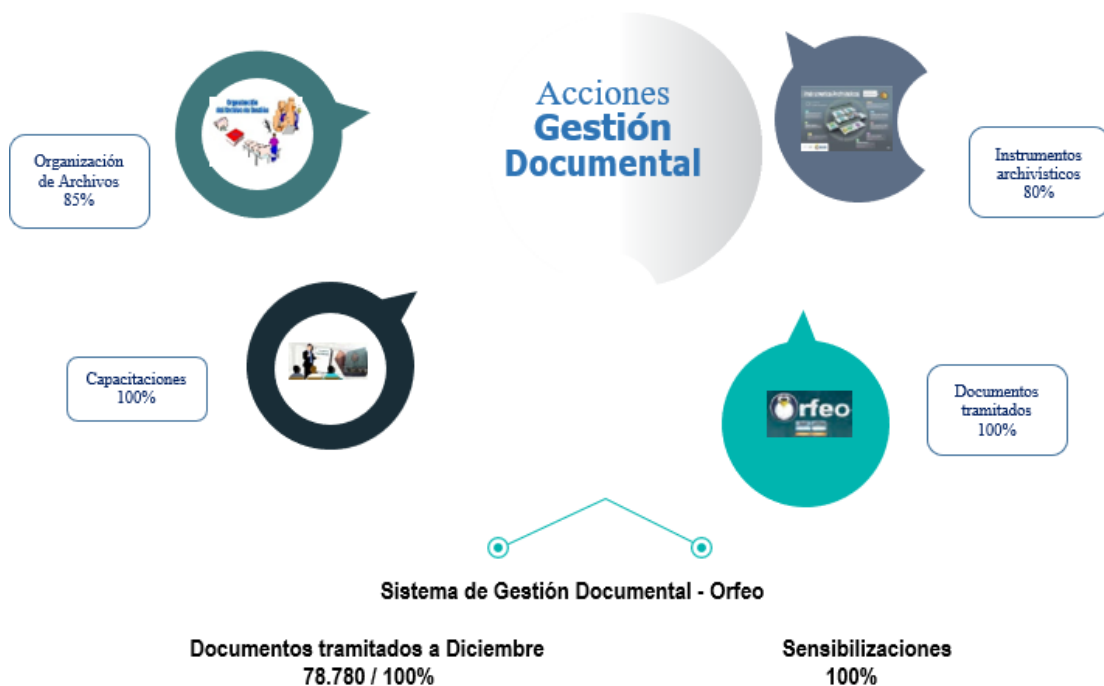 Acciones
Gestión
Documental
Organización
de Archivos
85%
Instrumentos
archivísticos
80%
Capacitaciones
100%
Orfeo
Documentos
tramitados
100%
Sistema de Gestión Documental - Orfeo
Documentos tramitados a Diciembre
78.780 / 100%
Sensibilizaciones
100%